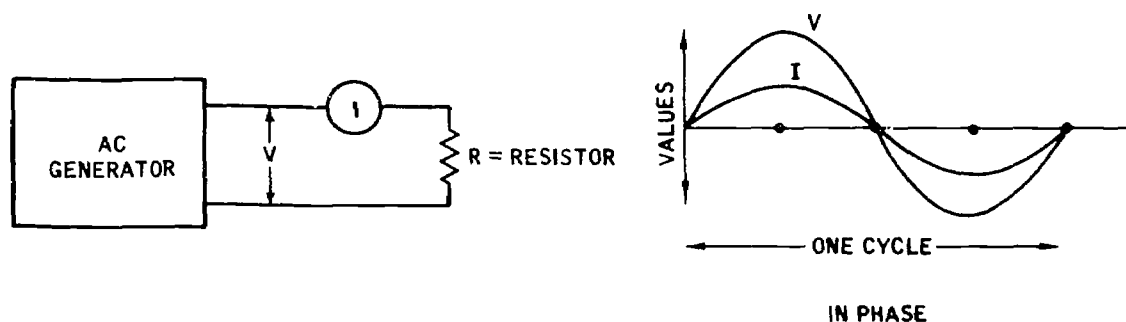 AC
GENERATOR
V
I
R = RESISTOR
VALUES
V
I
ONE CYCLE
IN PHASE